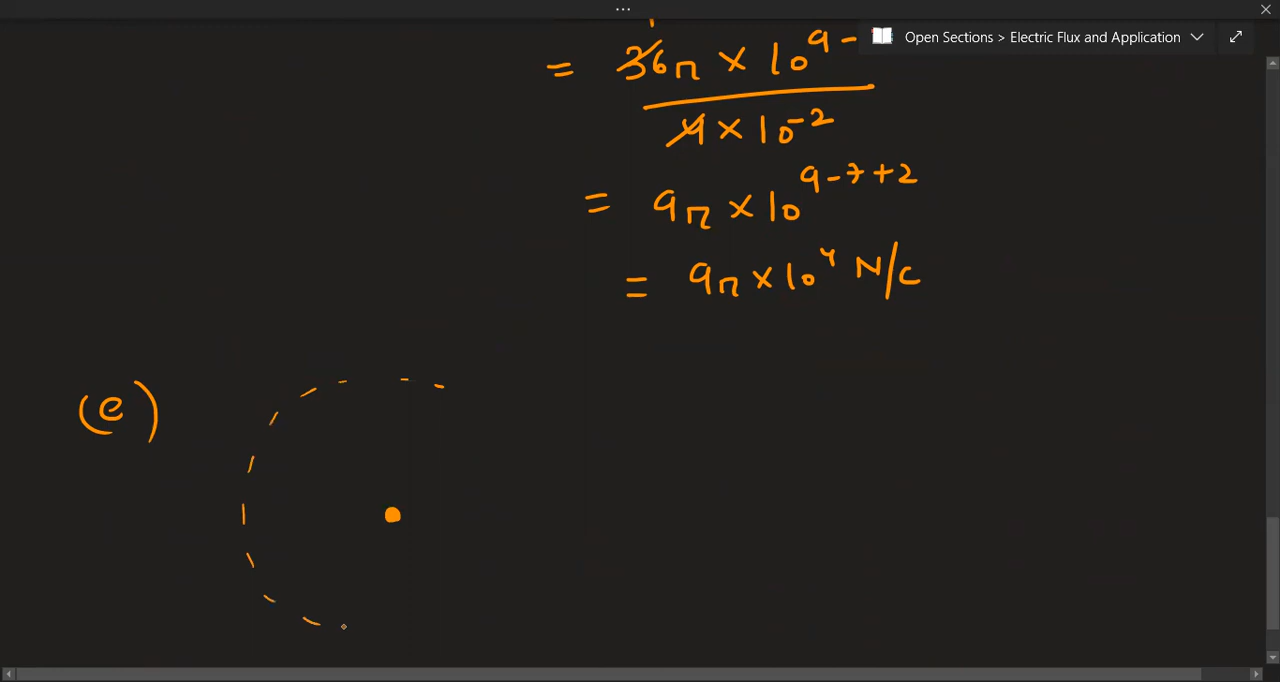 Open Sections > Electric Flux and Application
= 36π × 10^9-
4 × 10^-2
= 9π × 10^9-7+2
= 9π × 10^4 N/C
(e)